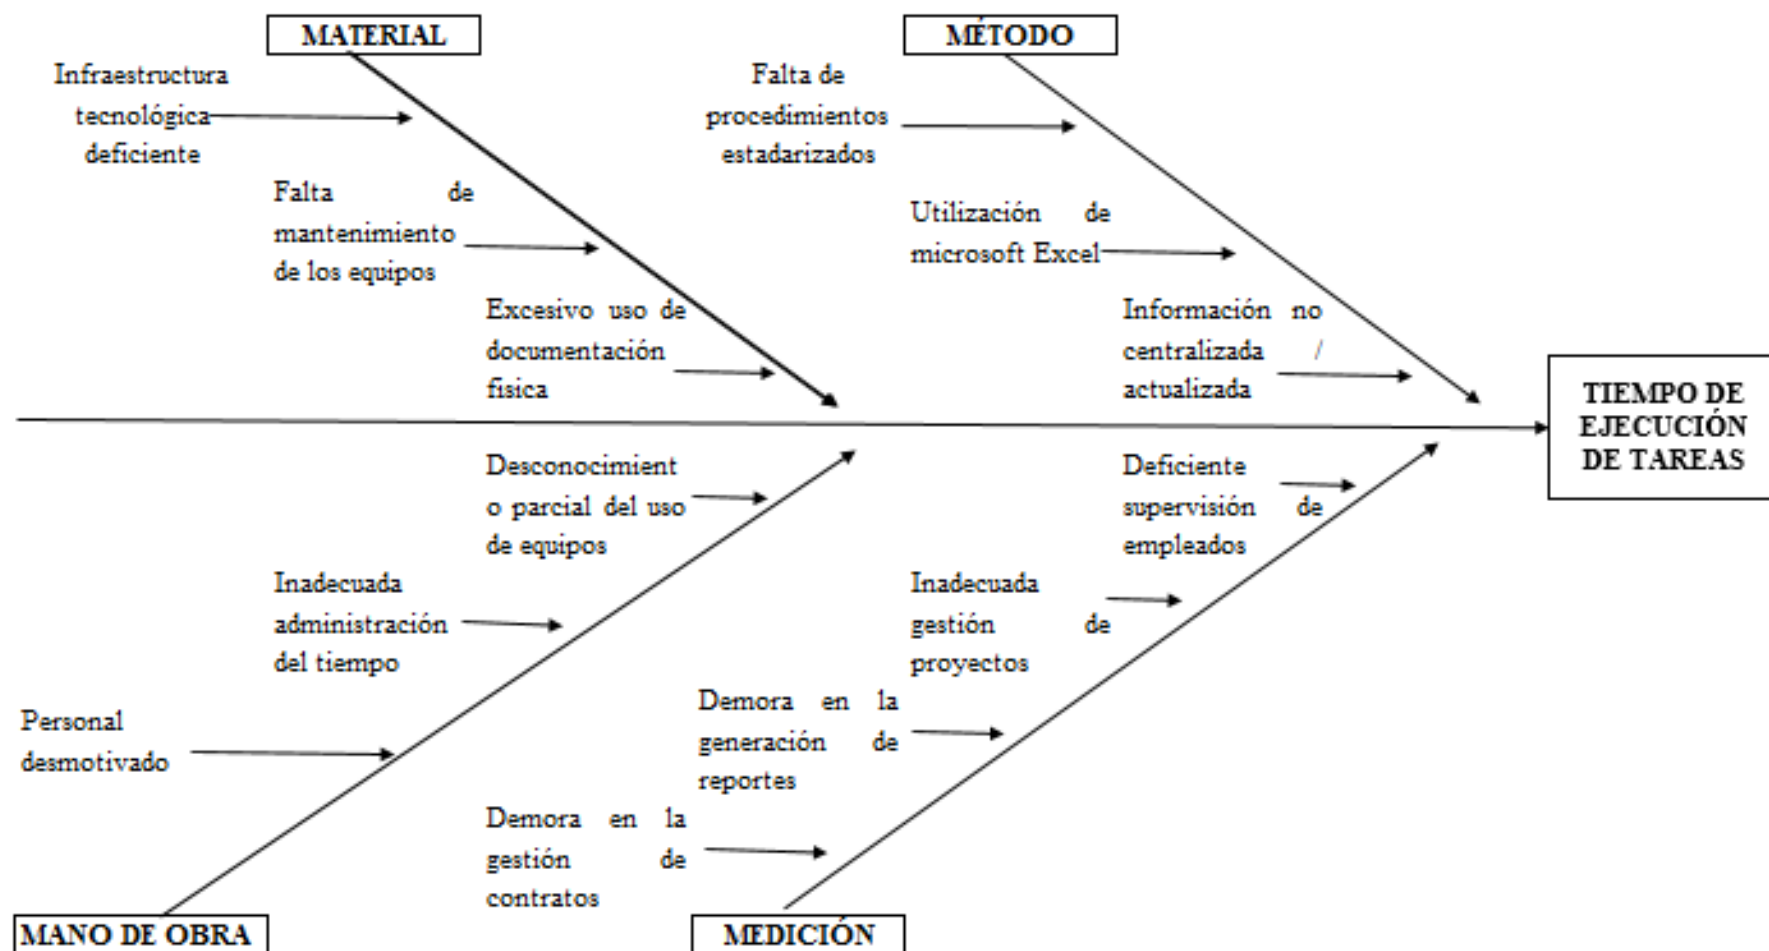 MATERIAL
Infraestructura
tecnológica
deficiente
Falta de
mantenimiento
de los equipos
Excesivo uso de
documentación
fisica
MÉTODO
Falta de
procedimientos
estadarizados
Utilización de
microsoft Excel
Información no
centralizada /
actualizada
TIEMPO DE
EJECUCIÓN
DE TAREAS
Desconocimient
o parcial del uso
de equipos
Inadecuada
administración
del tiempo
Personal
desmotivado
MANO DE OBRA
Deficiente
supervisión de
empleados
Inadecuada
gestión de
proyectos
Demora en la
generación de
reportes
Demora en la
gestión de
contratos
MEDICIÓN